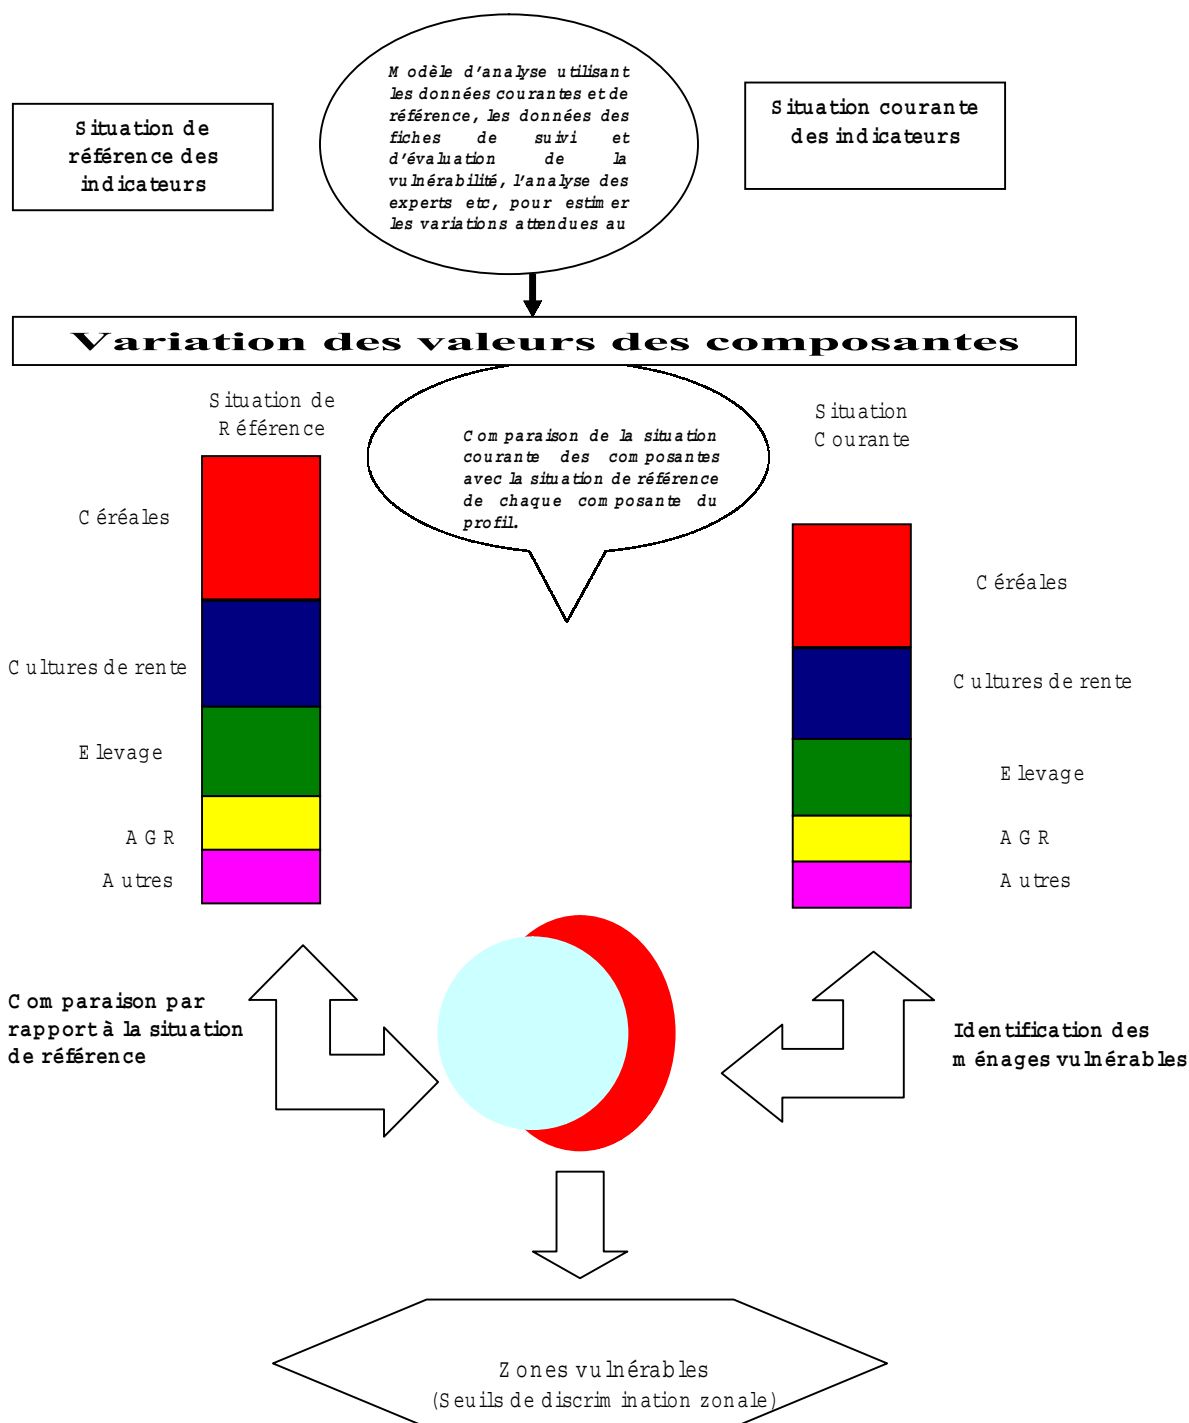 Situation de
référence des
indicateurs
Modèle d'analyse utilisant
les données courantes et de
référence, les données des
fiches de suivi et
d'évaluation de la
vulnérabilité, l'analyse des
experts etc, pour estimer
les variations attendues au
Situation courante
des indicateurs
Variation des valeurs des composantes
Situation de
Référence
Comparaison de la situation
courante des composantes
avec la situation de référence
de chaque composante du
profil.
Situation
Courante
Céréales
Cultures de rente
Elevage
AGR
Autres
Céréales
Cultures de rente
Elevage
AGR
Autres
Comparaison par
rapport à la situation
de référence
Identification des
ménages vulnérables
Zones vulnérables
(Seuils de discrimination zonale)